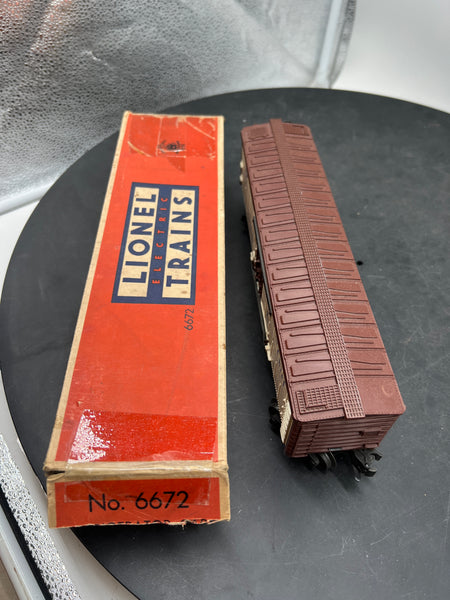 LIONEL
ELECTRIC
TRAINS
6672
No. 6672